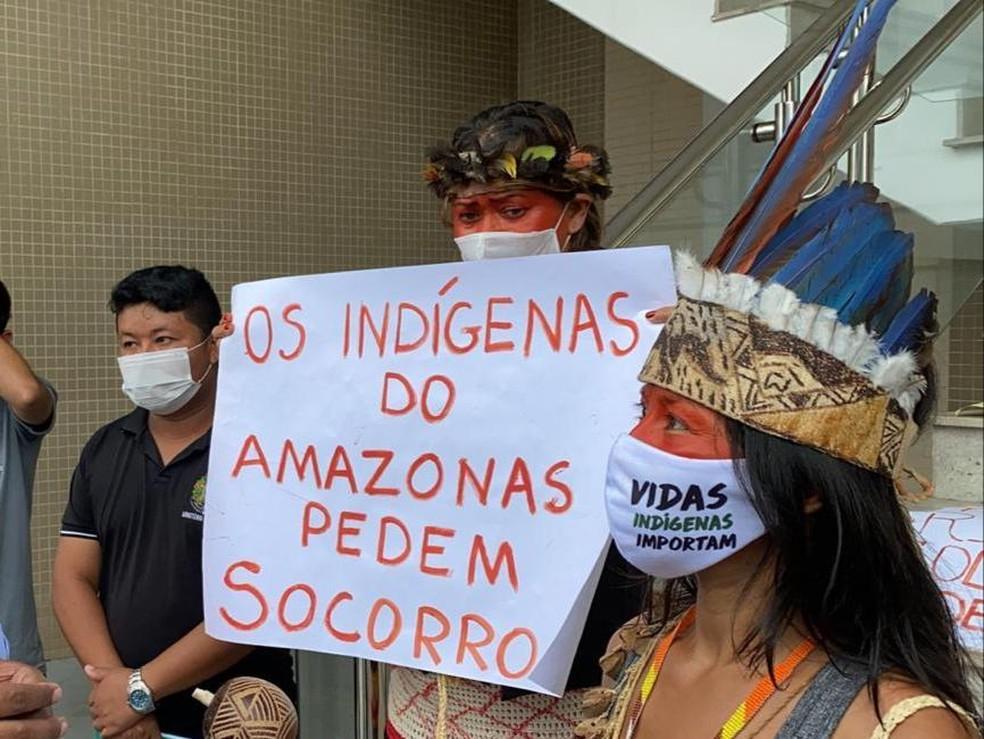 OS INDÍGENAS
DO
AMAZONAS
PEDEM
SOCORRO
VIDAS
INDÍGENAS
IMPORTAM